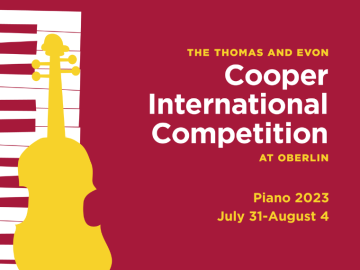 THE THOMAS AND EVON
Cooper
International
Competition
AT OBERLIN
Piano 2023
July 31-August 4